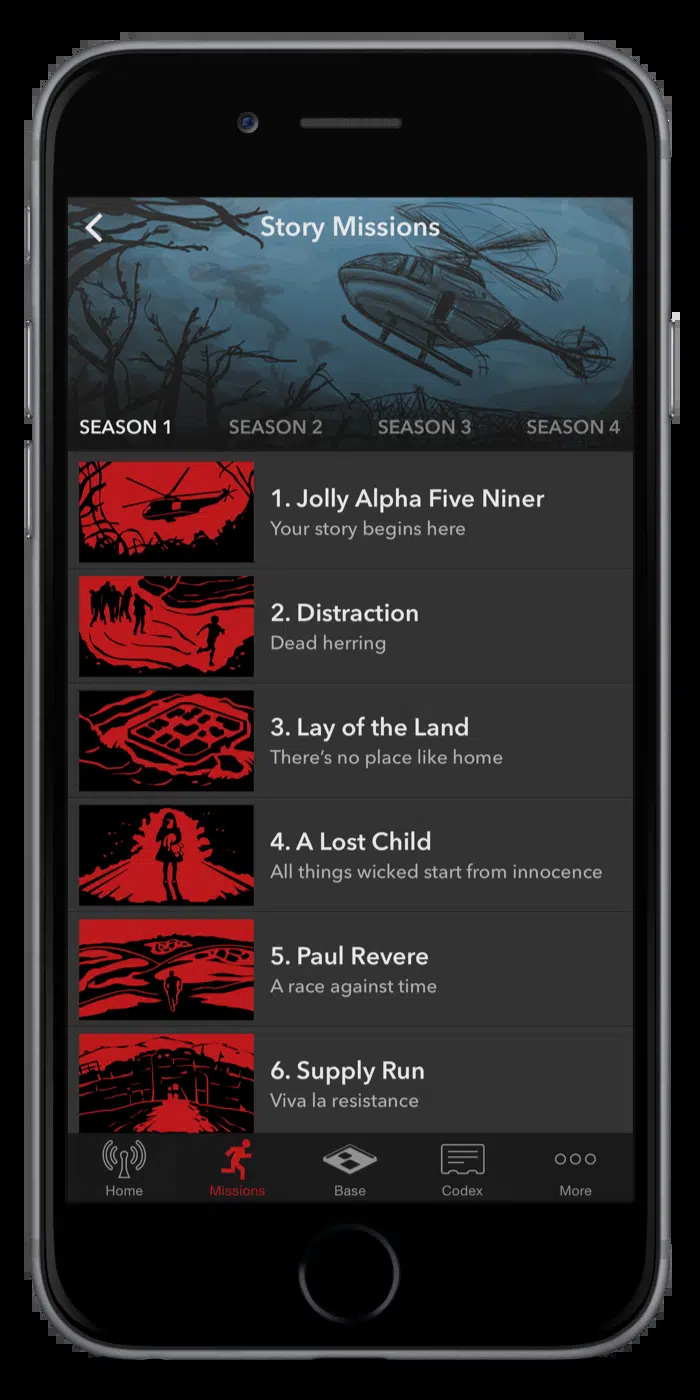 Story Missions
SEASON 1 SEASON 2 SEASON 3 SEASON 4
1. Jolly Alpha Five Niner
Your story begins here
2. Distraction
Dead herring
3. Lay of the Land
There's no place like home
4. A Lost Child
All things wicked start from innocence
5. Paul Revere
A race against time
6. Supply Run
Viva la resistance
Home Missions Base Codex More